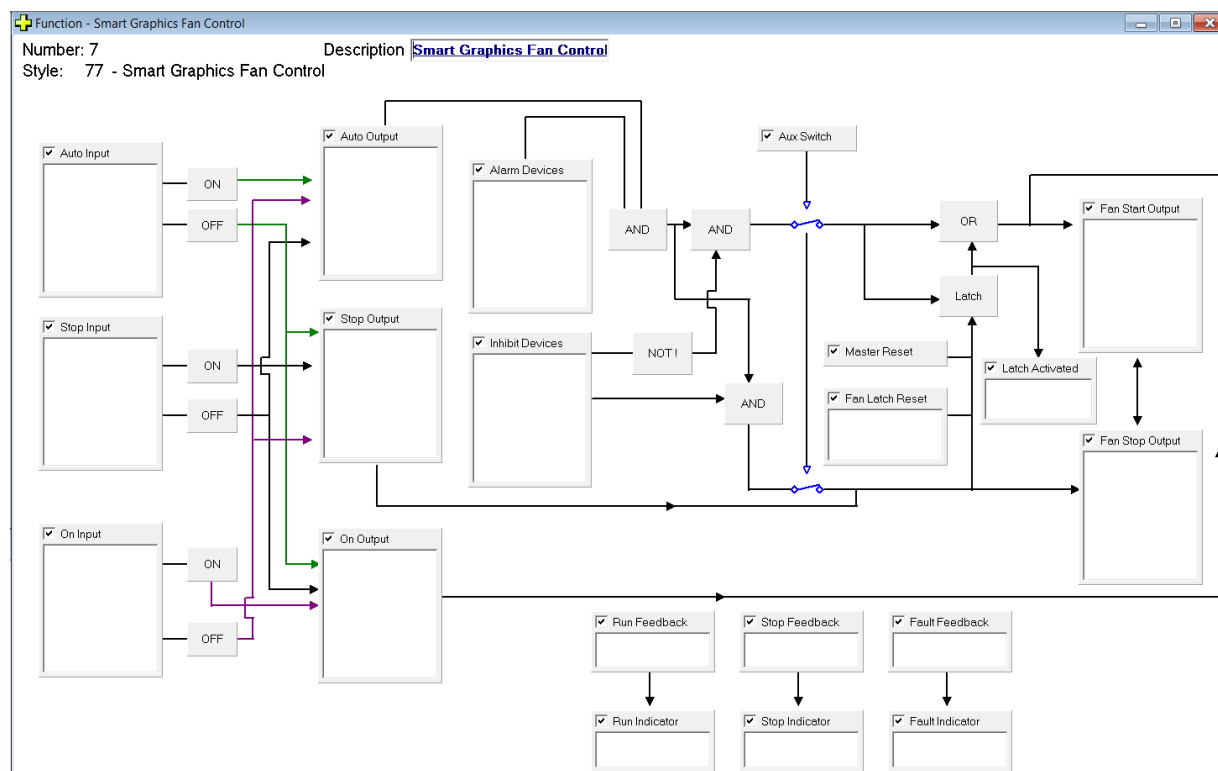 Function - Smart Graphics Fan Control
Number: 7
Description Smart Graphics Fan Control
Style: 77 - Smart Graphics Fan Control
Auto Input
ON
OFF
Stop Input
ON
OFF
On Input
ON
OFF
Auto Output
Stop Output
On Output
Alarm Devices
Inhibit Devices
AND
AND
NOT !
AND
Aux Switch
OR
Latch
Master Reset
Fan Latch Reset
Latch Activated
Fan Start Output
Fan Stop Output
Run Feedback
Stop Feedback
Fault Feedback
Run Indicator
Stop Indicator
Fault Indicator